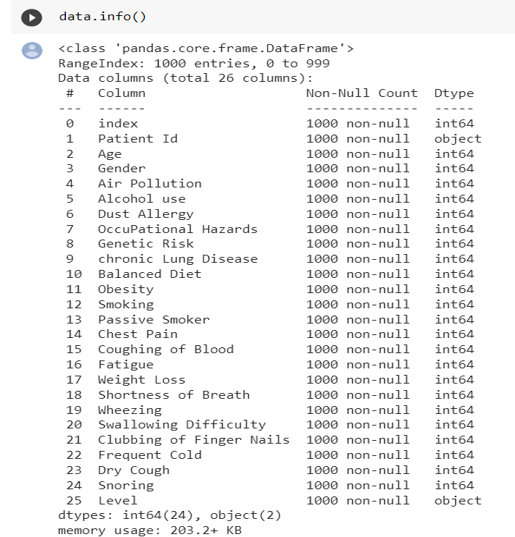 data.info()
<class 'pandas.core.frame.DataFrame'>
RangeIndex: 1000 entries, 0 to 999
Data columns (total 26 columns):
 #   Column                    Non-Null Count  Dtype
---  ------                    --------------  -----
 0   index                     1000 non-null   int64
 1   Patient Id                1000 non-null   object
 2   Age                       1000 non-null   int64
 3   Gender                    1000 non-null   int64
 4   Air Pollution             1000 non-null   int64
 5   Alcohol use               1000 non-null   int64
 6   Dust Allergy              1000 non-null   int64
 7   OccuPational Hazards      1000 non-null   int64
 8   Genetic Risk              1000 non-null   int64
 9   chronic Lung Disease      1000 non-null   int64
 10  Balanced Diet             1000 non-null   int64
 11  Obesity                   1000 non-null   int64
 12  Smoking                   1000 non-null   int64
 13  Passive Smoker            1000 non-null   int64
 14  Chest Pain                1000 non-null   int64
 15  Coughing of Blood         1000 non-null   int64
 16  Fatigue                   1000 non-null   int64
 17  Weight Loss               1000 non-null   int64
 18  Shortness of Breath       1000 non-null   int64
 19  Wheezing                  1000 non-null   int64
 20  Swallowing Difficulty     1000 non-null   int64
 21  Clubbing of Finger Nails  1000 non-null   int64
 22  Frequent Cold             1000 non-null   int64
 23  Dry Cough                 1000 non-null   int64
 24  Snoring                   1000 non-null   int64
 25  Level                     1000 non-null   object
dtypes: int64(24), object(2)
memory usage: 203.2+ KB